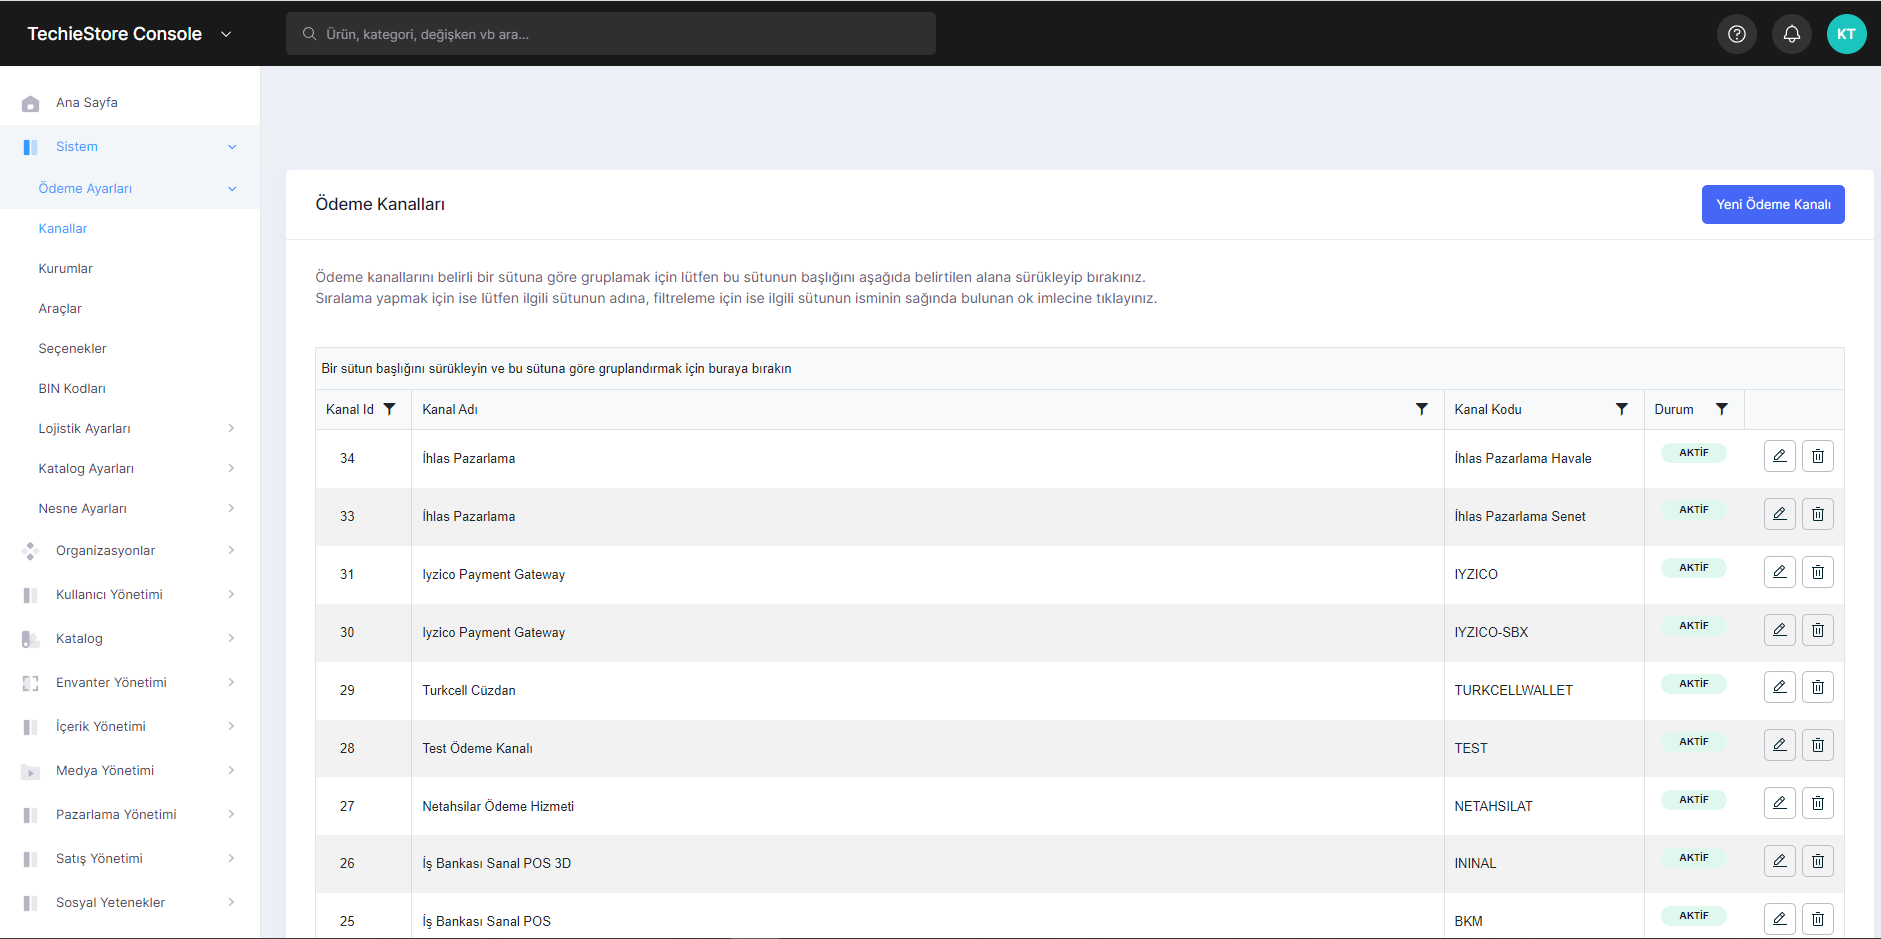 TechieStore Console
Ürün, kategori, değişken vb ara...
KT
Ana Sayfa
Sistem
Ödeme Ayarları
Kanallar
Kurumlar
Araçlar
Seçenekler
BIN Kodları
Lojistik Ayarları
Katalog Ayarları
Nesne Ayarları
Organizasyonlar
Kullanıcı Yönetimi
Katalog
Envanter Yönetimi
İçerik Yönetimi
Medya Yönetimi
Pazarlama Yönetimi
Satış Yönetimi
Sosyal Yetenekler
Ödeme Kanalları
Yeni Ödeme Kanalı
Ödeme kanallarını belirli bir sütuna göre gruplamak için lütfen bu sütunun başlığını aşağıda belirtilen alana sürükleyip bırakınız.
Sıralama yapmak için ise lütfen ilgili sütunun adına, filtreleme için ise ilgili sütunun isminin sağında bulunan ok imlecine tıklayınız.
Bir sütun başlığını sürükleyin ve bu sütuna göre gruplandırmak için buraya bırakın
Kanal Id Kanal Adı Kanal Kodu Durum
34 İhlas Pazarlama İhlas Pazarlama Havale AKTİF
33 İhlas Pazarlama İhlas Pazarlama Senet AKTİF
31 Iyzico Payment Gateway IYZICO AKTİF
30 Iyzico Payment Gateway IYZICO-SBX AKTİF
29 Turkcell Cüzdan TURKCELLWALLET AKTİF
28 Test Ödeme Kanalı TEST AKTİF
27 Netahsilar Ödeme Hizmeti NETAHSILAT AKTİF
26 İş Bankası Sanal POS 3D ININAL AKTİF
25 İş Bankası Sanal POS BKM AKTİF